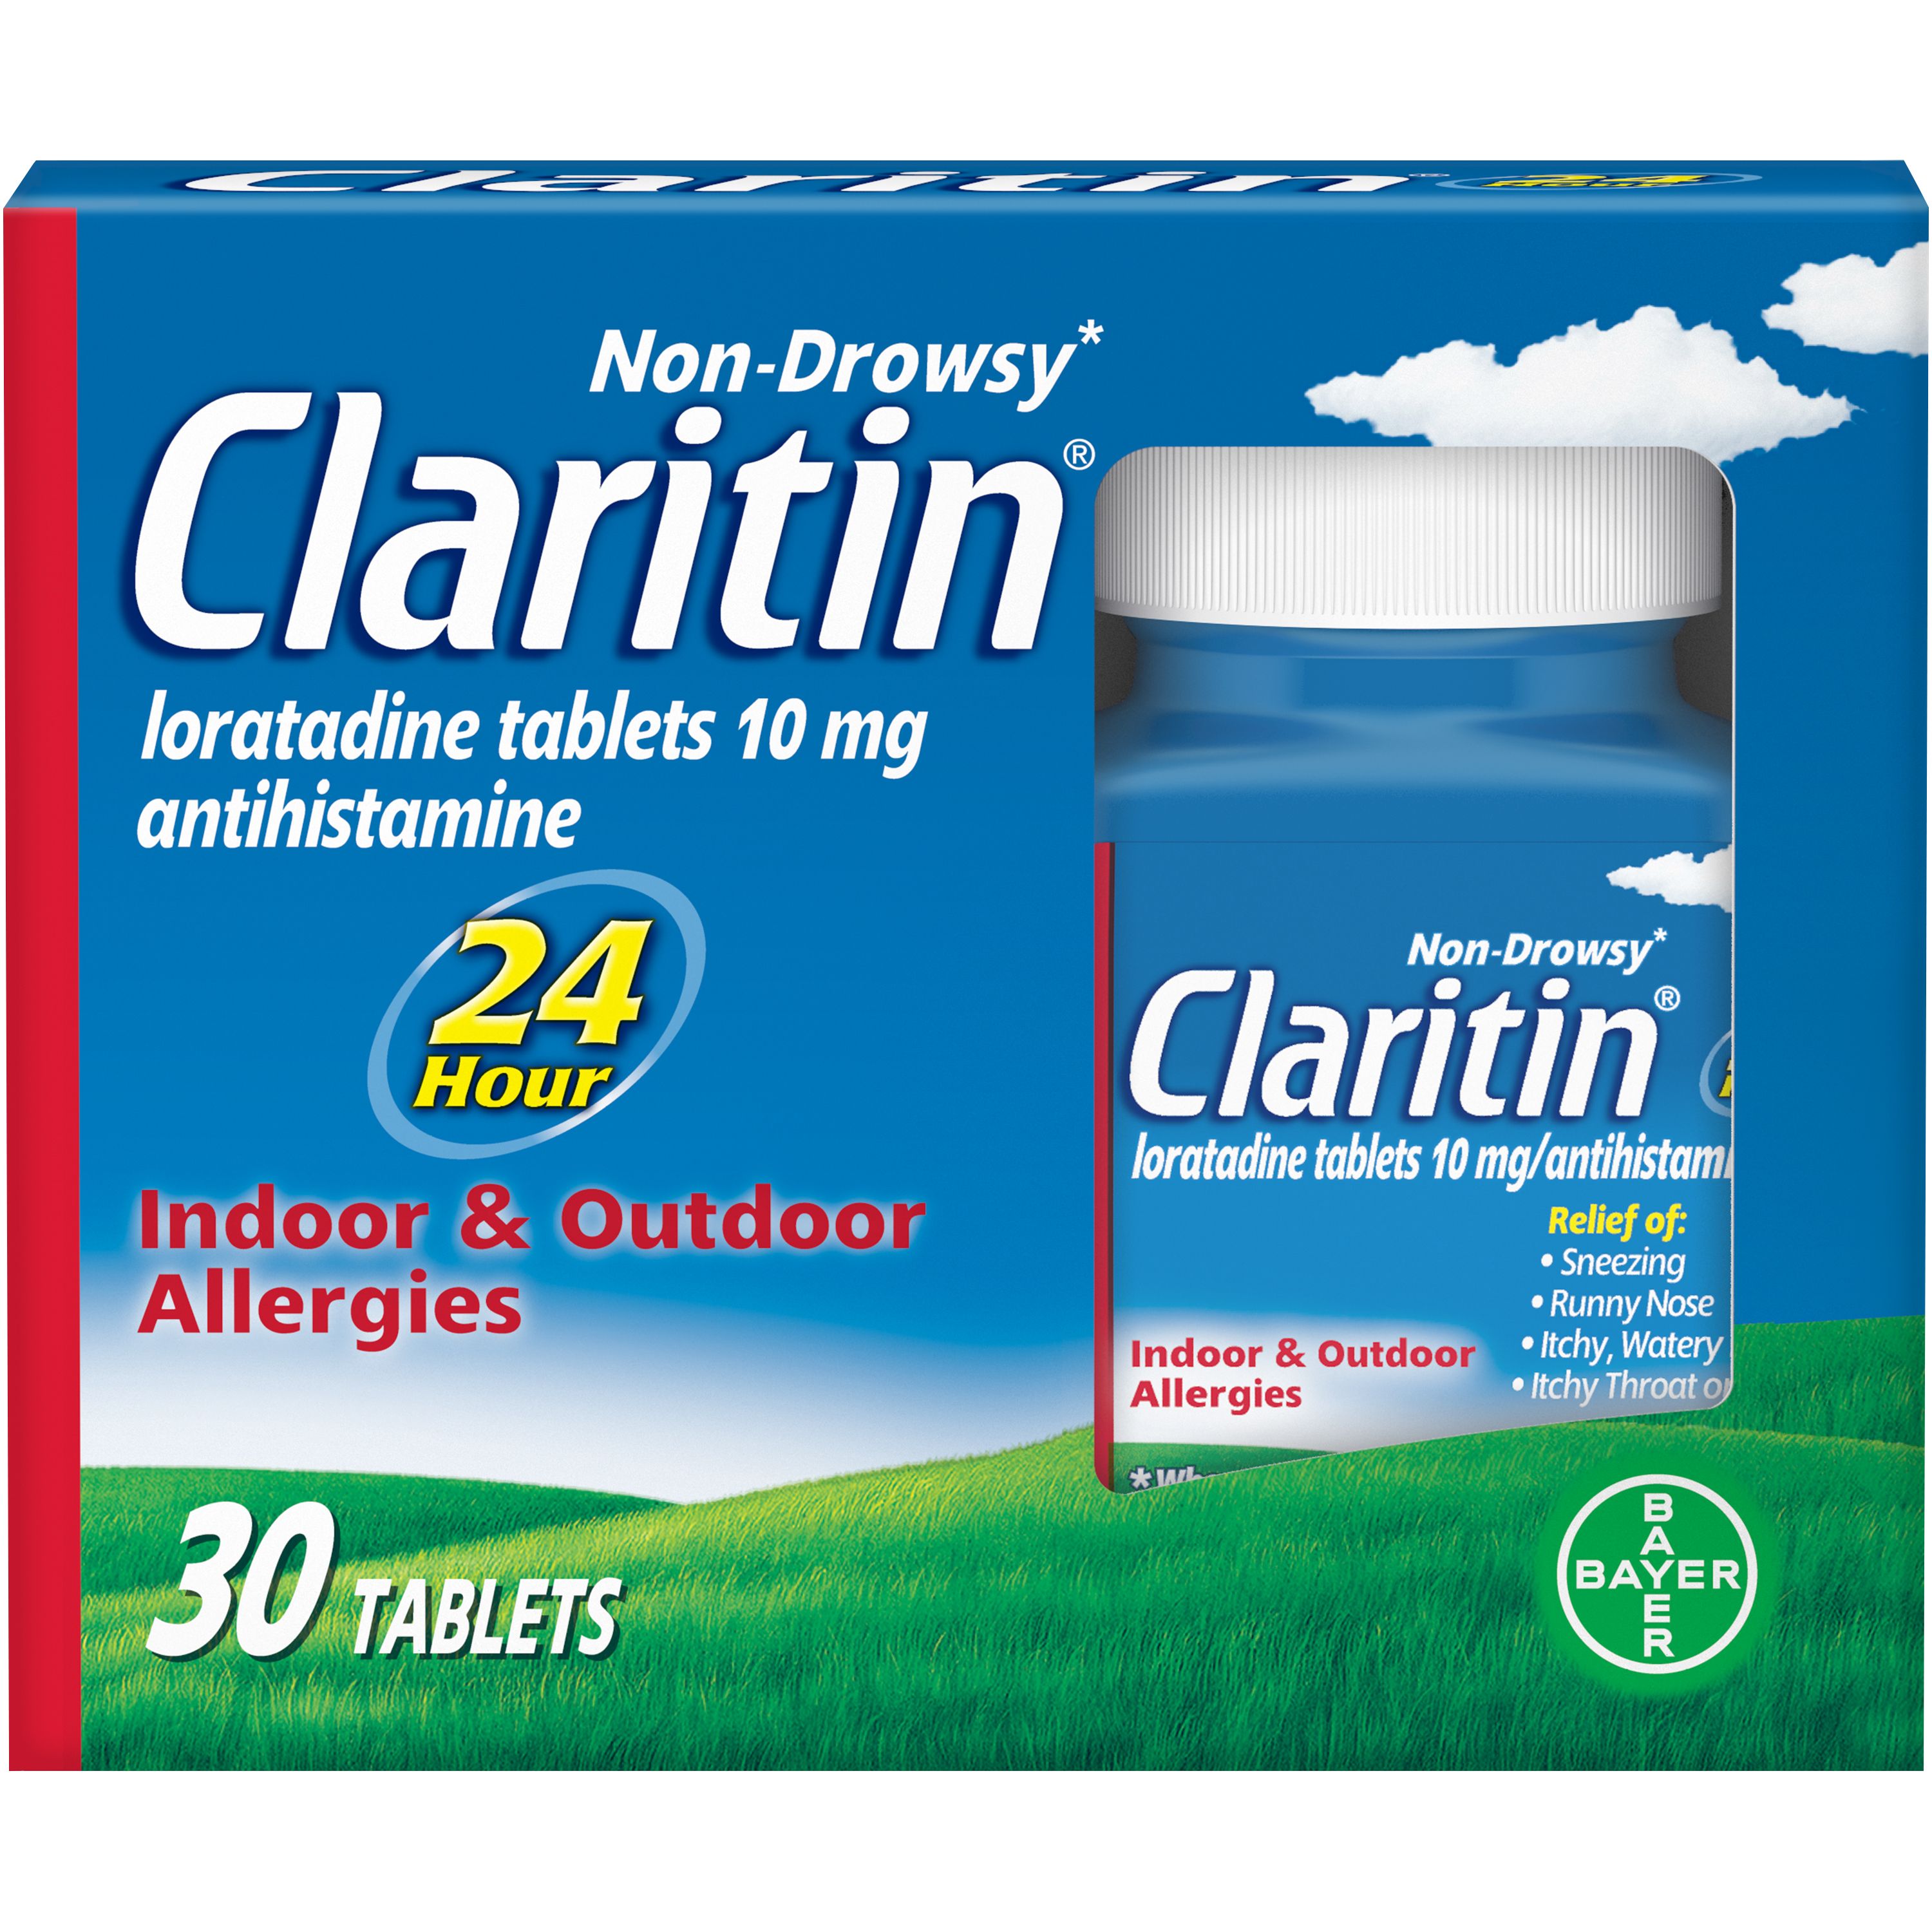 Claritin® 24 Hour
Non-Drowsy*
Claritin®
loratadine tablets 10 mg
antihistamine
24
Hour
Indoor & Outdoor
Allergies
30 TABLETS
Non-Drowsy*
Claritin®
loratadine tablets 10 mg/antihistami
Relief of:
• Sneezing
• Runny Nose
• Itchy, Watery
• Itchy Throat or
Indoor & Outdoor
Allergies
BAYER
BAYER